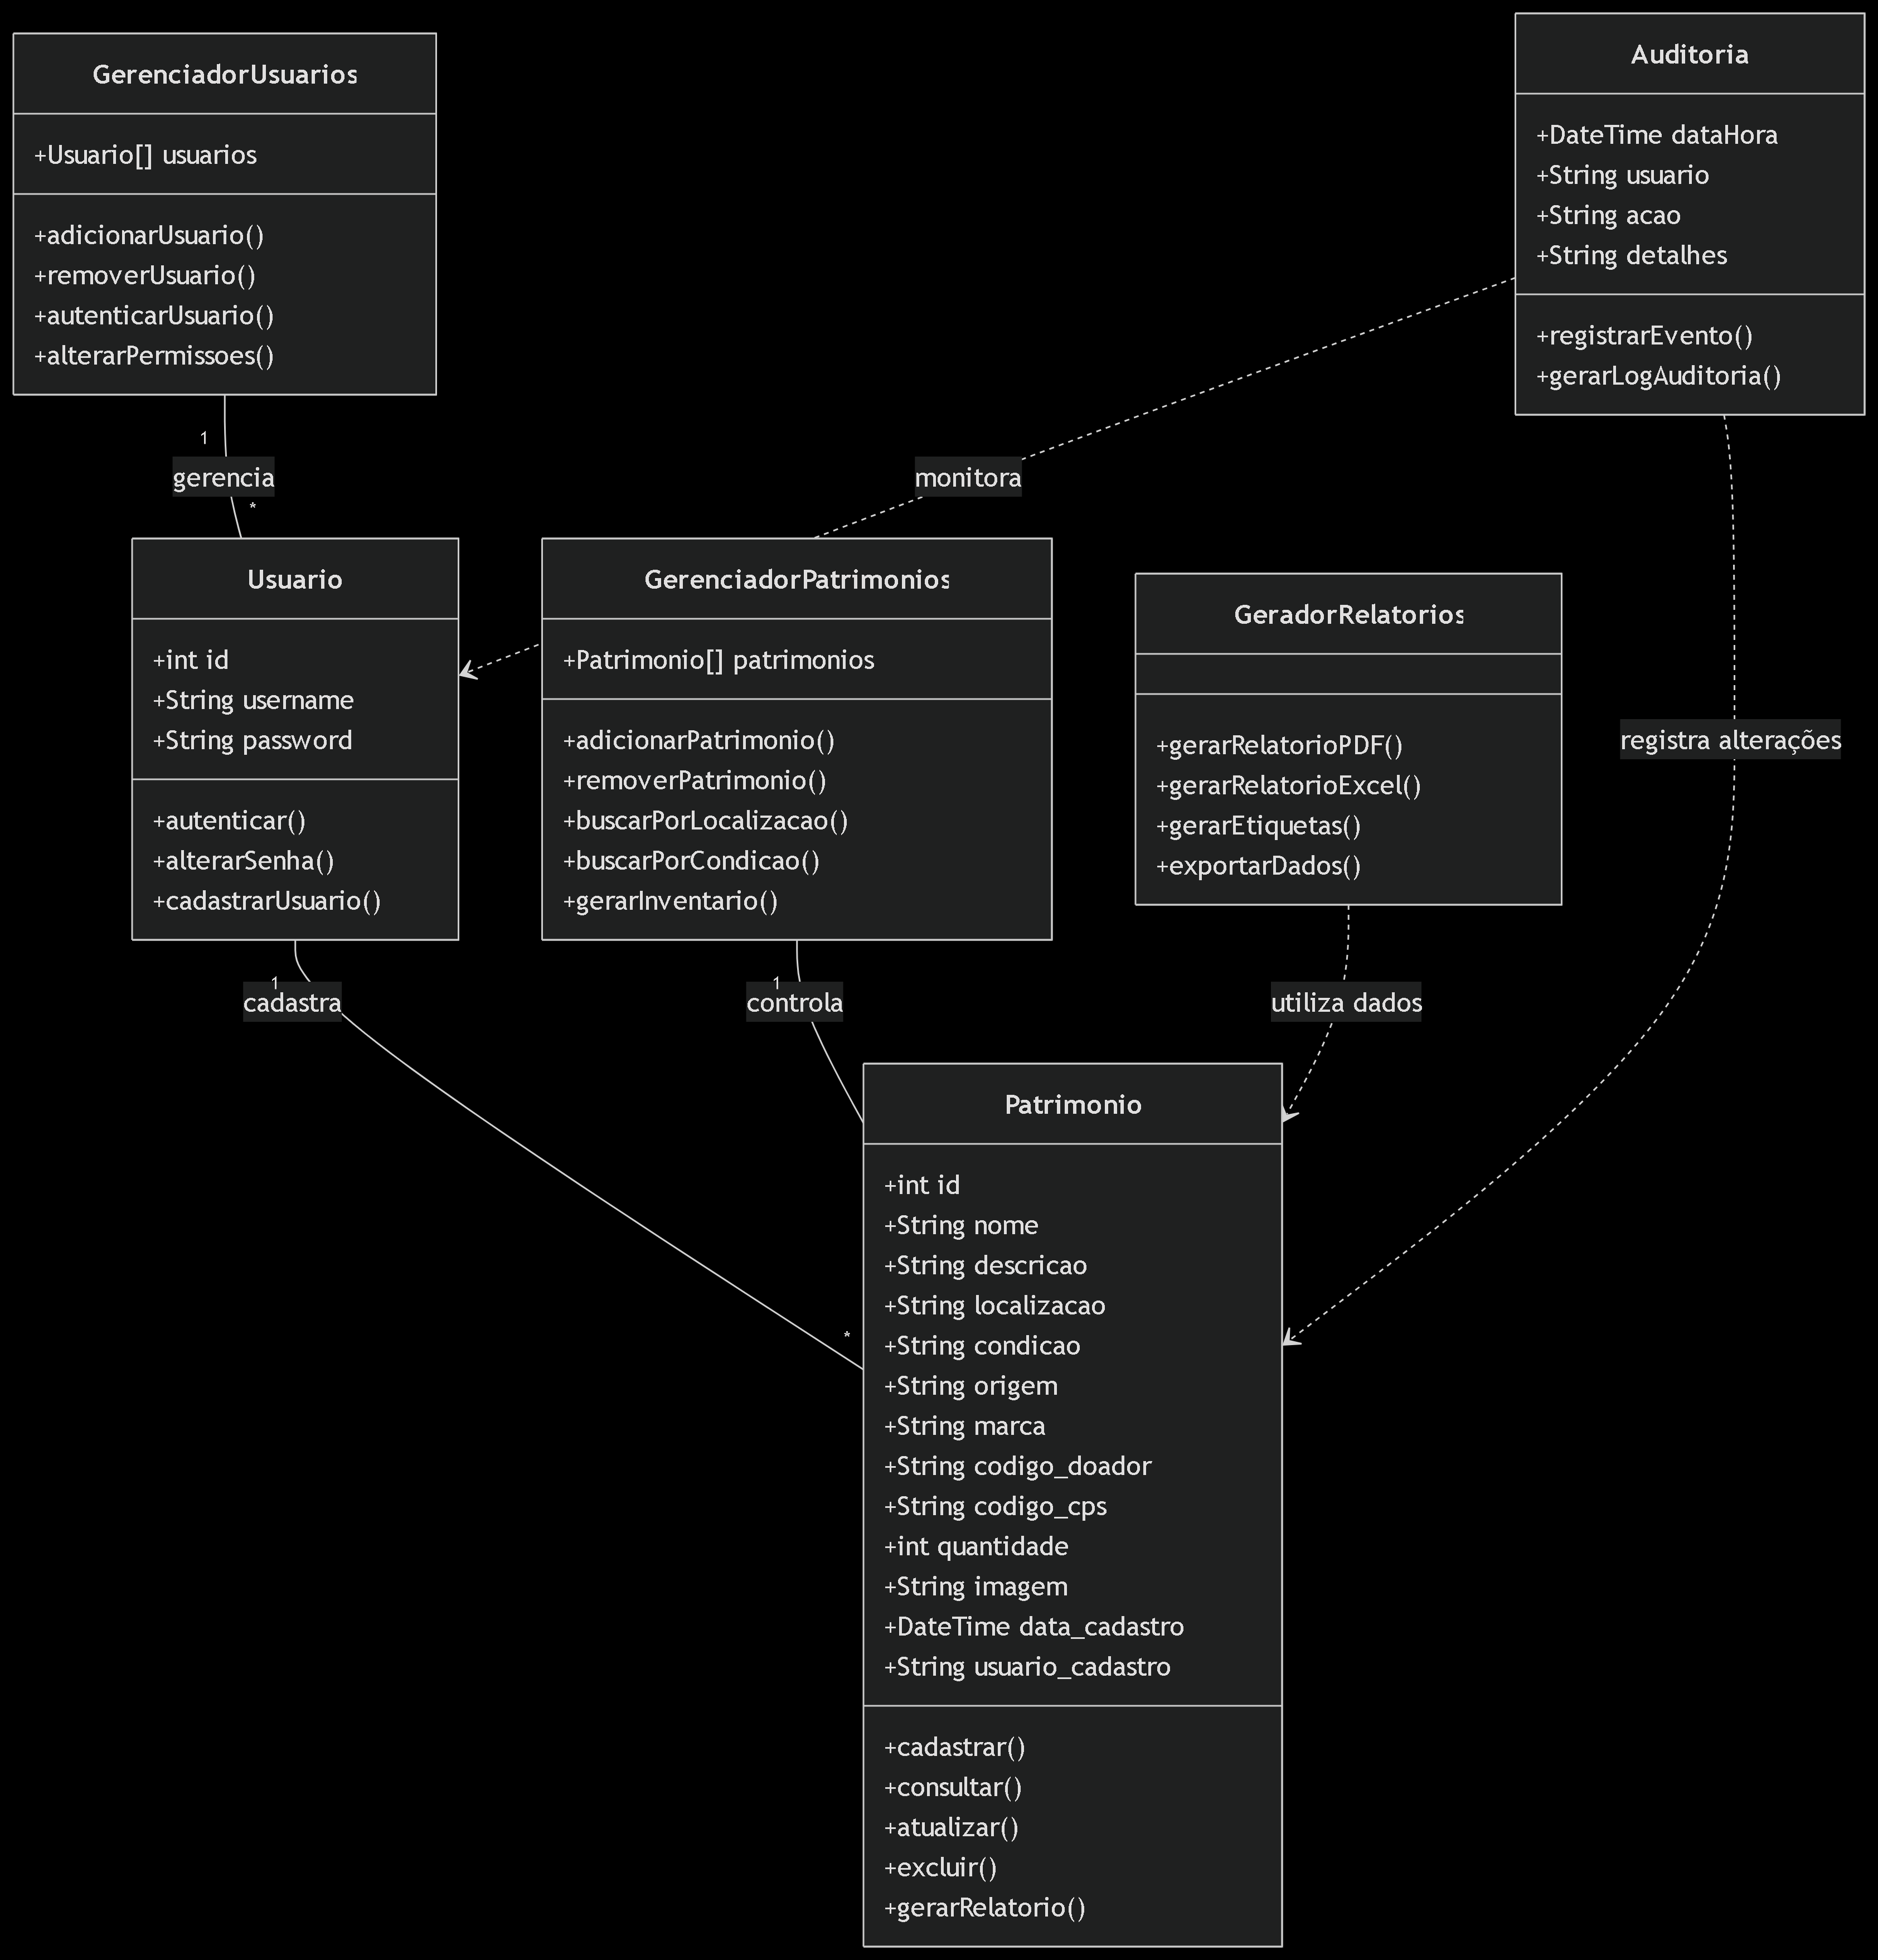 GerenciadorUsuarios
+Usuario[] usuarios
+adicionarUsuario()
+removerUsuario()
+autenticarUsuario()
+alterarPermissoes()
Auditoria
+DateTime dataHora
+String usuario
+String acao
+String detalhes
+registrarEvento()
+gerarLogAuditoria()
1
gerencia
*
monitora
Usuario
+int id
+String username
+String password
+autenticar()
+alterarSenha()
+cadastrarUsuario()
GerenciadorPatrimonios
+Patrimonio[] patrimonios
+adicionarPatrimonio()
+removerPatrimonio()
+buscarPorLocalizacao()
+buscarPorCondicao()
+gerarInventario()
GeradorRelatorios
+gerarRelatorioPDF()
+gerarRelatorioExcel()
+gerarEtiquetas()
+exportarDados()
registra alterações
1
cadastra
1
controla
utiliza dados
*
Patrimonio
+int id
+String nome
+String descricao
+String localizacao
+String condicao
+String origem
+String marca
+String codigo_doador
+String codigo_cps
+int quantidade
+String imagem
+DateTime data_cadastro
+String usuario_cadastro
+cadastrar()
+consultar()
+atualizar()
+excluir()
+gerarRelatorio()